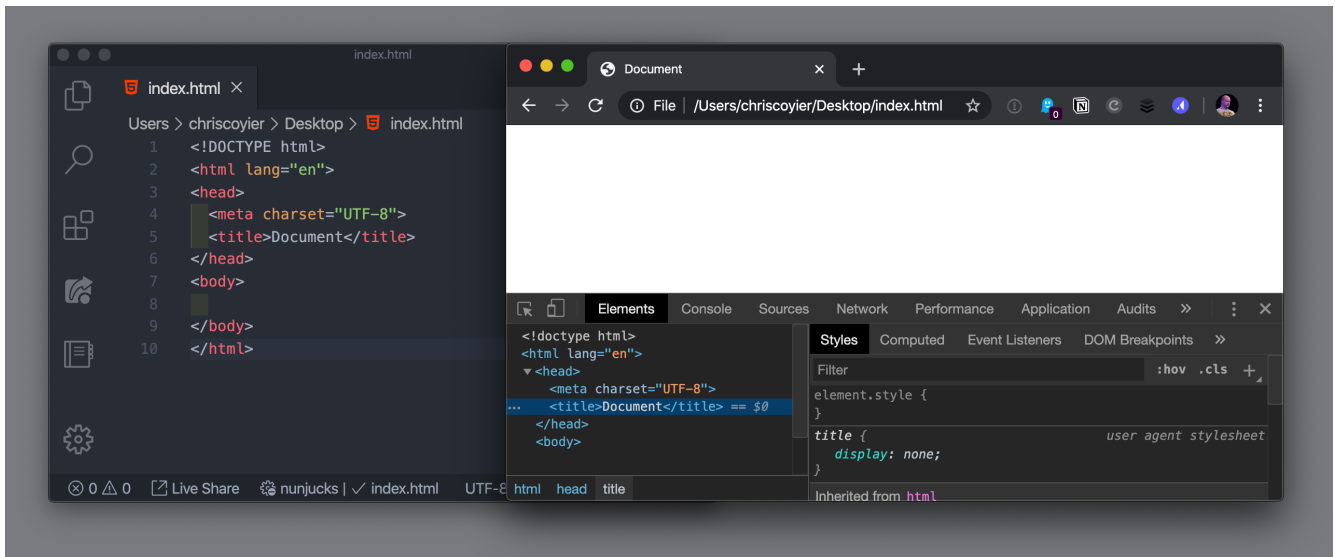 index.html
index.html
Users > chriscoyier > Desktop > index.html
1 <!DOCTYPE html>
2 <html lang="en">
3 <head>
4 <meta charset="UTF-8">
5 <title>Document</title>
6 </head>
7 <body>
8
9 </body>
10 </html>
0 0 Live Share nunjucks | ✓ index.html UTF-8
Document
File /Users/chriscoyier/Desktop/index.html
0
Elements Console Sources Network Performance Application Audits »
<!doctype html>
<html lang="en">
▼<head>
<meta charset="UTF-8">
... <title>Document</title> == $0
</head>
<body>
html head title
Styles Computed Event Listeners DOM Breakpoints »
Filter :hov .cls +
element.style {
}
title { user agent stylesheet
display: none;
}
Inherited from html